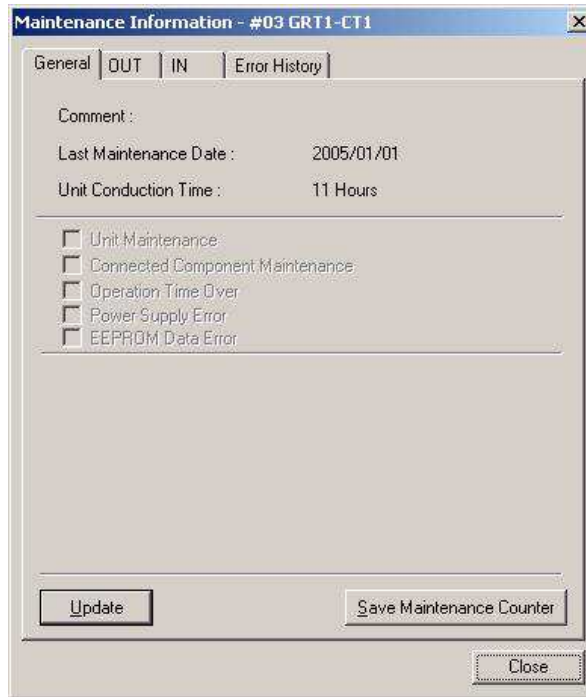 Maintenance Information - #03 GRT1-CT1
General OUT IN Error History
Comment :
Last Maintenance Date : 2005/01/01
Unit Conduction Time : 11 Hours
Unit Maintenance
Connected Component Maintenance
Operation Time Over
Power Supply Error
EEPROM Data Error
Update Save Maintenance Counter
Close